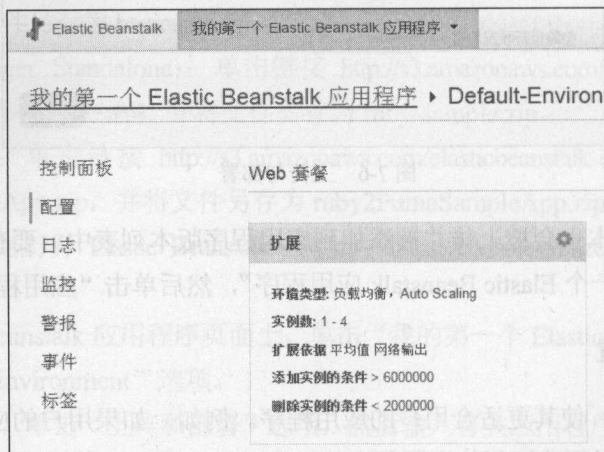 Elastic Beanstalk 我的第一个 Elastic Beanstalk 应用程序
我的第一个 Elastic Beanstalk 应用程序 ▸ Default-Environ
控制面板
配置
日志
监控
警报
事件
标签
Web 套餐
扩展
环境类型: 负载均衡，Auto Scaling
实例数: 1 - 4
扩展依据 平均值 网络输出
添加实例的条件 > 6000000
删除实例的条件 < 2000000